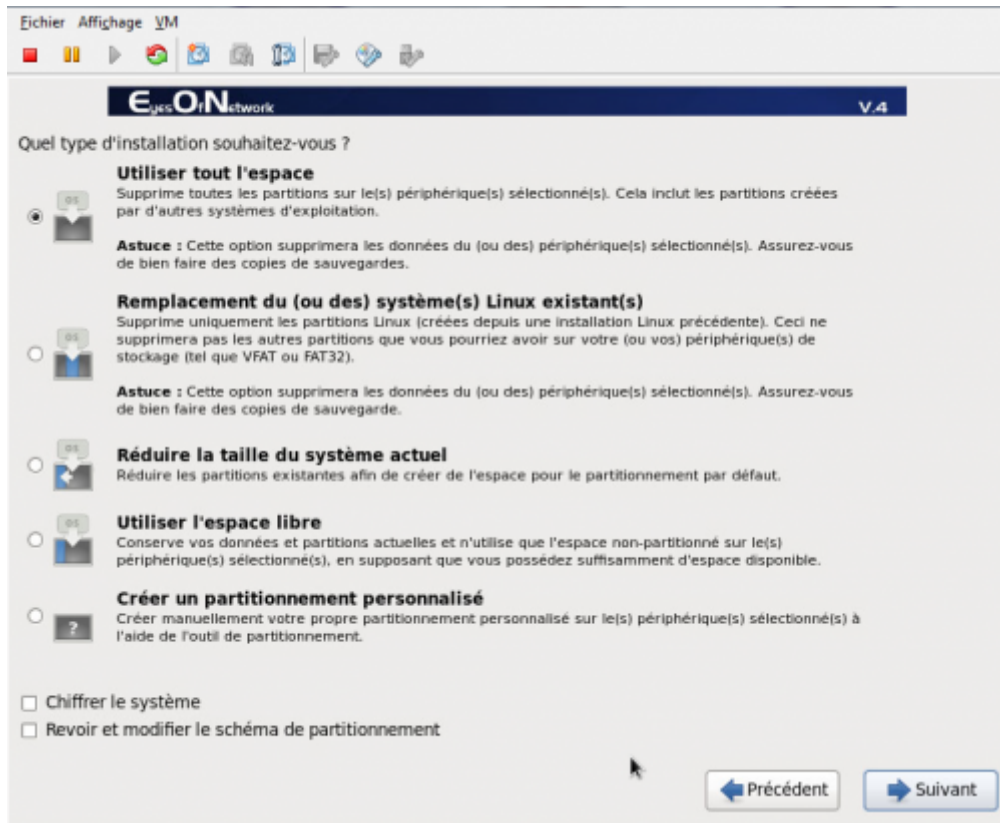 Fichier Affichage VM
EyesOfNetwork V.4
Quel type d'installation souhaitez-vous ?
Utiliser tout l'espace
Supprime toutes les partitions sur le(s) périphérique(s) sélectionné(s). Cela inclut les partitions créées
par d'autres systèmes d'exploitation.
Astuce : Cette option supprimera les données du (ou des) périphérique(s) sélectionné(s). Assurez-vous
de bien faire des copies de sauvegardes.
Remplacement du (ou des) système(s) Linux existant(s)
Supprime uniquement les partitions Linux (créées depuis une installation Linux précédente). Ceci ne
supprimera pas les autres partitions que vous pourriez avoir sur votre (ou vos) périphérique(s) de
stockage (tel que VFAT ou FAT32).
Astuce : Cette option supprimera les données du (ou des) périphérique(s) sélectionné(s). Assurez-vous
de bien faire des copies de sauvegarde.
Réduire la taille du système actuel
Réduire les partitions existantes afin de créer de l'espace pour le partitionnement par défaut.
Utiliser l'espace libre
Conserve vos données et partitions actuelles et n'utilise que l'espace non-partitionné sur le(s)
périphérique(s) sélectionné(s), en supposant que vous possédez suffisamment d'espace disponible.
Créer un partitionnement personnalisé
Créer manuellement votre propre partitionnement personnalisé sur le(s) périphérique(s) sélectionné(s) à
l'aide de l'outil de partitionnement.
Chiffrer le système
Revoir et modifier le schéma de partitionnement
Précédent Suivant
OS
OS
OS
OS
?